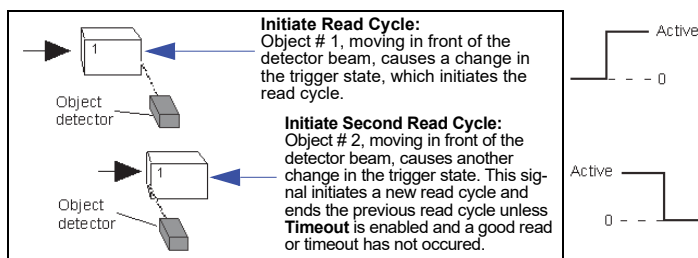 Initiate Read Cycle:
Object # 1, moving in front of the
detector beam, causes a change in
the trigger state, which initiates the
read cycle.
1
Object
detector
Active
0
Initiate Second Read Cycle:
Object # 2, moving in front of the
detector beam, causes another
change in the trigger state. This sig-
nal initiates a new read cycle and
ends the previous read cycle unless
Timeout is enabled and a good read
or timeout has not occured.
1
Object
detector
Active
0